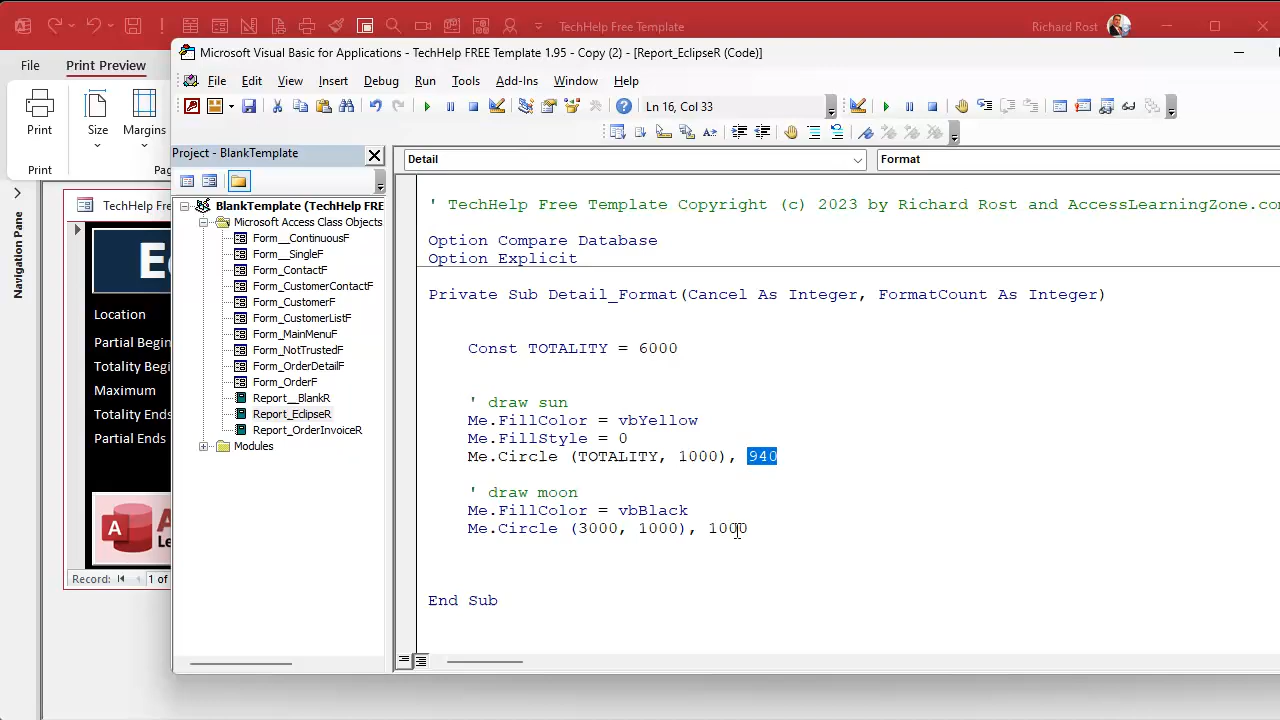 TechHelp Free Template
Richard Rost
File
Print Preview
Print
Size
Margins
Print
Microsoft Visual Basic for Applications - TechHelp FREE Template 1.95 - Copy (2) - [Report_EclipseR (Code)]
File Edit View Insert Debug Run Tools Add-Ins Window Help
Ln 16, Col 33
Project - BlankTemplate
BlankTemplate (TechHelp FRE
Microsoft Access Class Objects
Form__ContinuousF
Form__SingleF
Form_ContactF
Form_CustomerContactF
Form_CustomerF
Form_CustomerListF
Form_MainMenuF
Form_NotTrustedF
Form_OrderDetailF
Form_OrderF
Report__BlankR
Report_EclipseR
Report_OrderInvoiceR
Modules
Detail
Format
' TechHelp Free Template Copyright (c) 2023 by Richard Rost and AccessLearningZone.co
Option Compare Database
Option Explicit
Private Sub Detail_Format(Cancel As Integer, FormatCount As Integer)
Const TOTALITY = 6000
' draw sun
Me.FillColor = vbYellow
Me.FillStyle = 0
Me.Circle (TOTALITY, 1000), 940
' draw moon
Me.FillColor = vbBlack
Me.Circle (3000, 1000), 1000
End Sub
Navigation Pane
TechHelp Fre
Location
Partial Begin
Totality Beg
Maximum
Totality Ends
Partial Ends
A
Record: 1 of